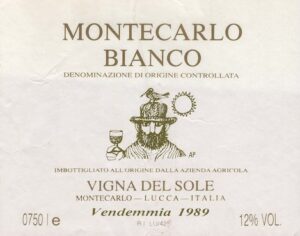 MONTECARLO
BIANCO
DENOMINAZIONE DI ORIGINE CONTROLLATA
AP
IMBOTTIGLIATO ALL'ORIGINE DALLA AZIENDA AGRICOLA
VIGNA DEL SOLE
MONTECARLO - LUCCA - ITALIA
0750 l e
Vendemmia 1989
12% VOL.